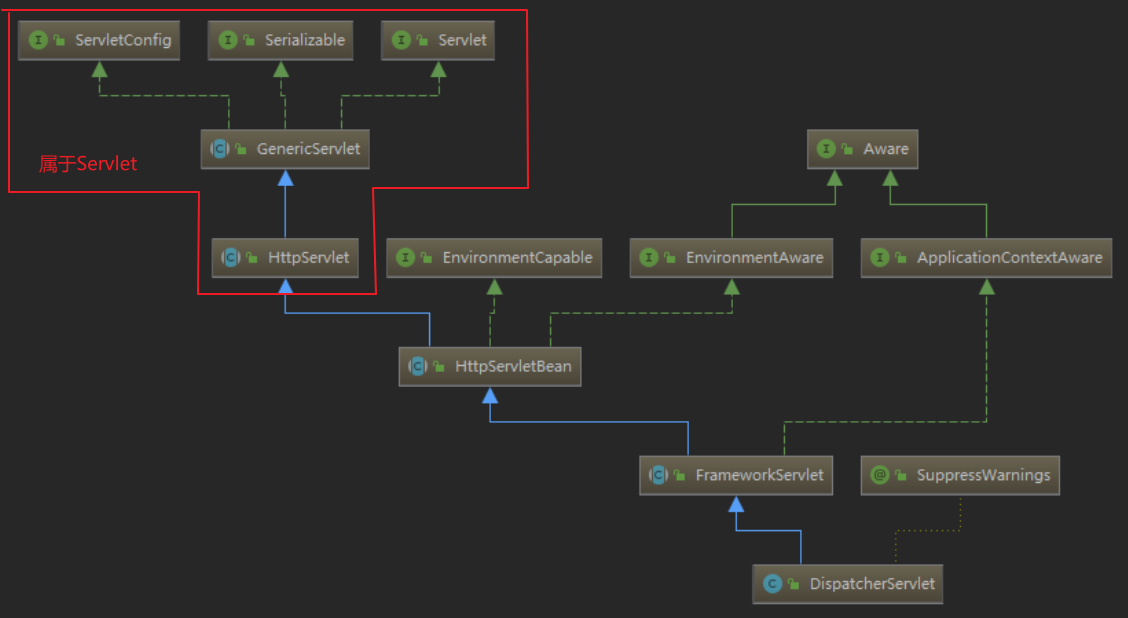 ServletConfig
Serializable
Servlet
GenericServlet
Aware
属于Servlet
HttpServlet
EnvironmentCapable
EnvironmentAware
ApplicationContextAware
HttpServletBean
FrameworkServlet
SuppressWarnings
DispatcherServlet